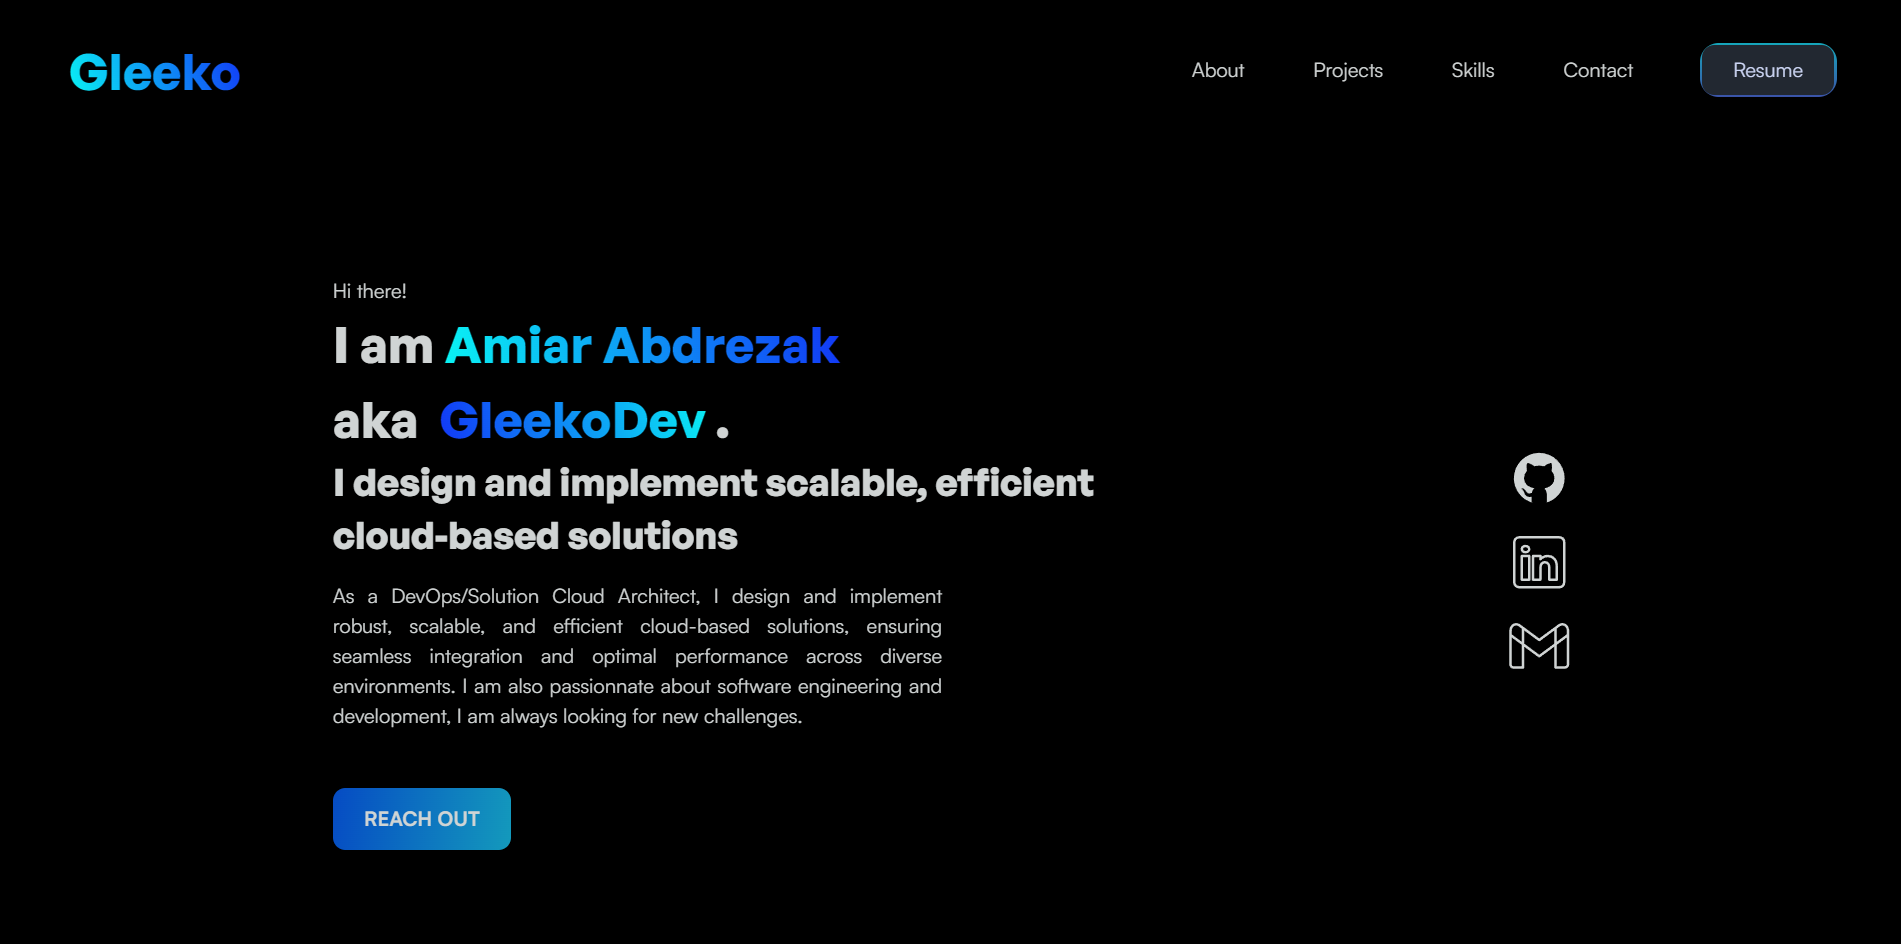 Gleeko
About Projects Skills Contact Resume
Hi there!
I am Amiar Abdrezak
aka GleekoDev .
I design and implement scalable, efficient
cloud-based solutions
As a DevOps/Solution Cloud Architect, I design and implement
robust, scalable, and efficient cloud-based solutions, ensuring
seamless integration and optimal performance across diverse
environments. I am also passionnate about software engineering and
development, I am always looking for new challenges.
REACH OUT
in